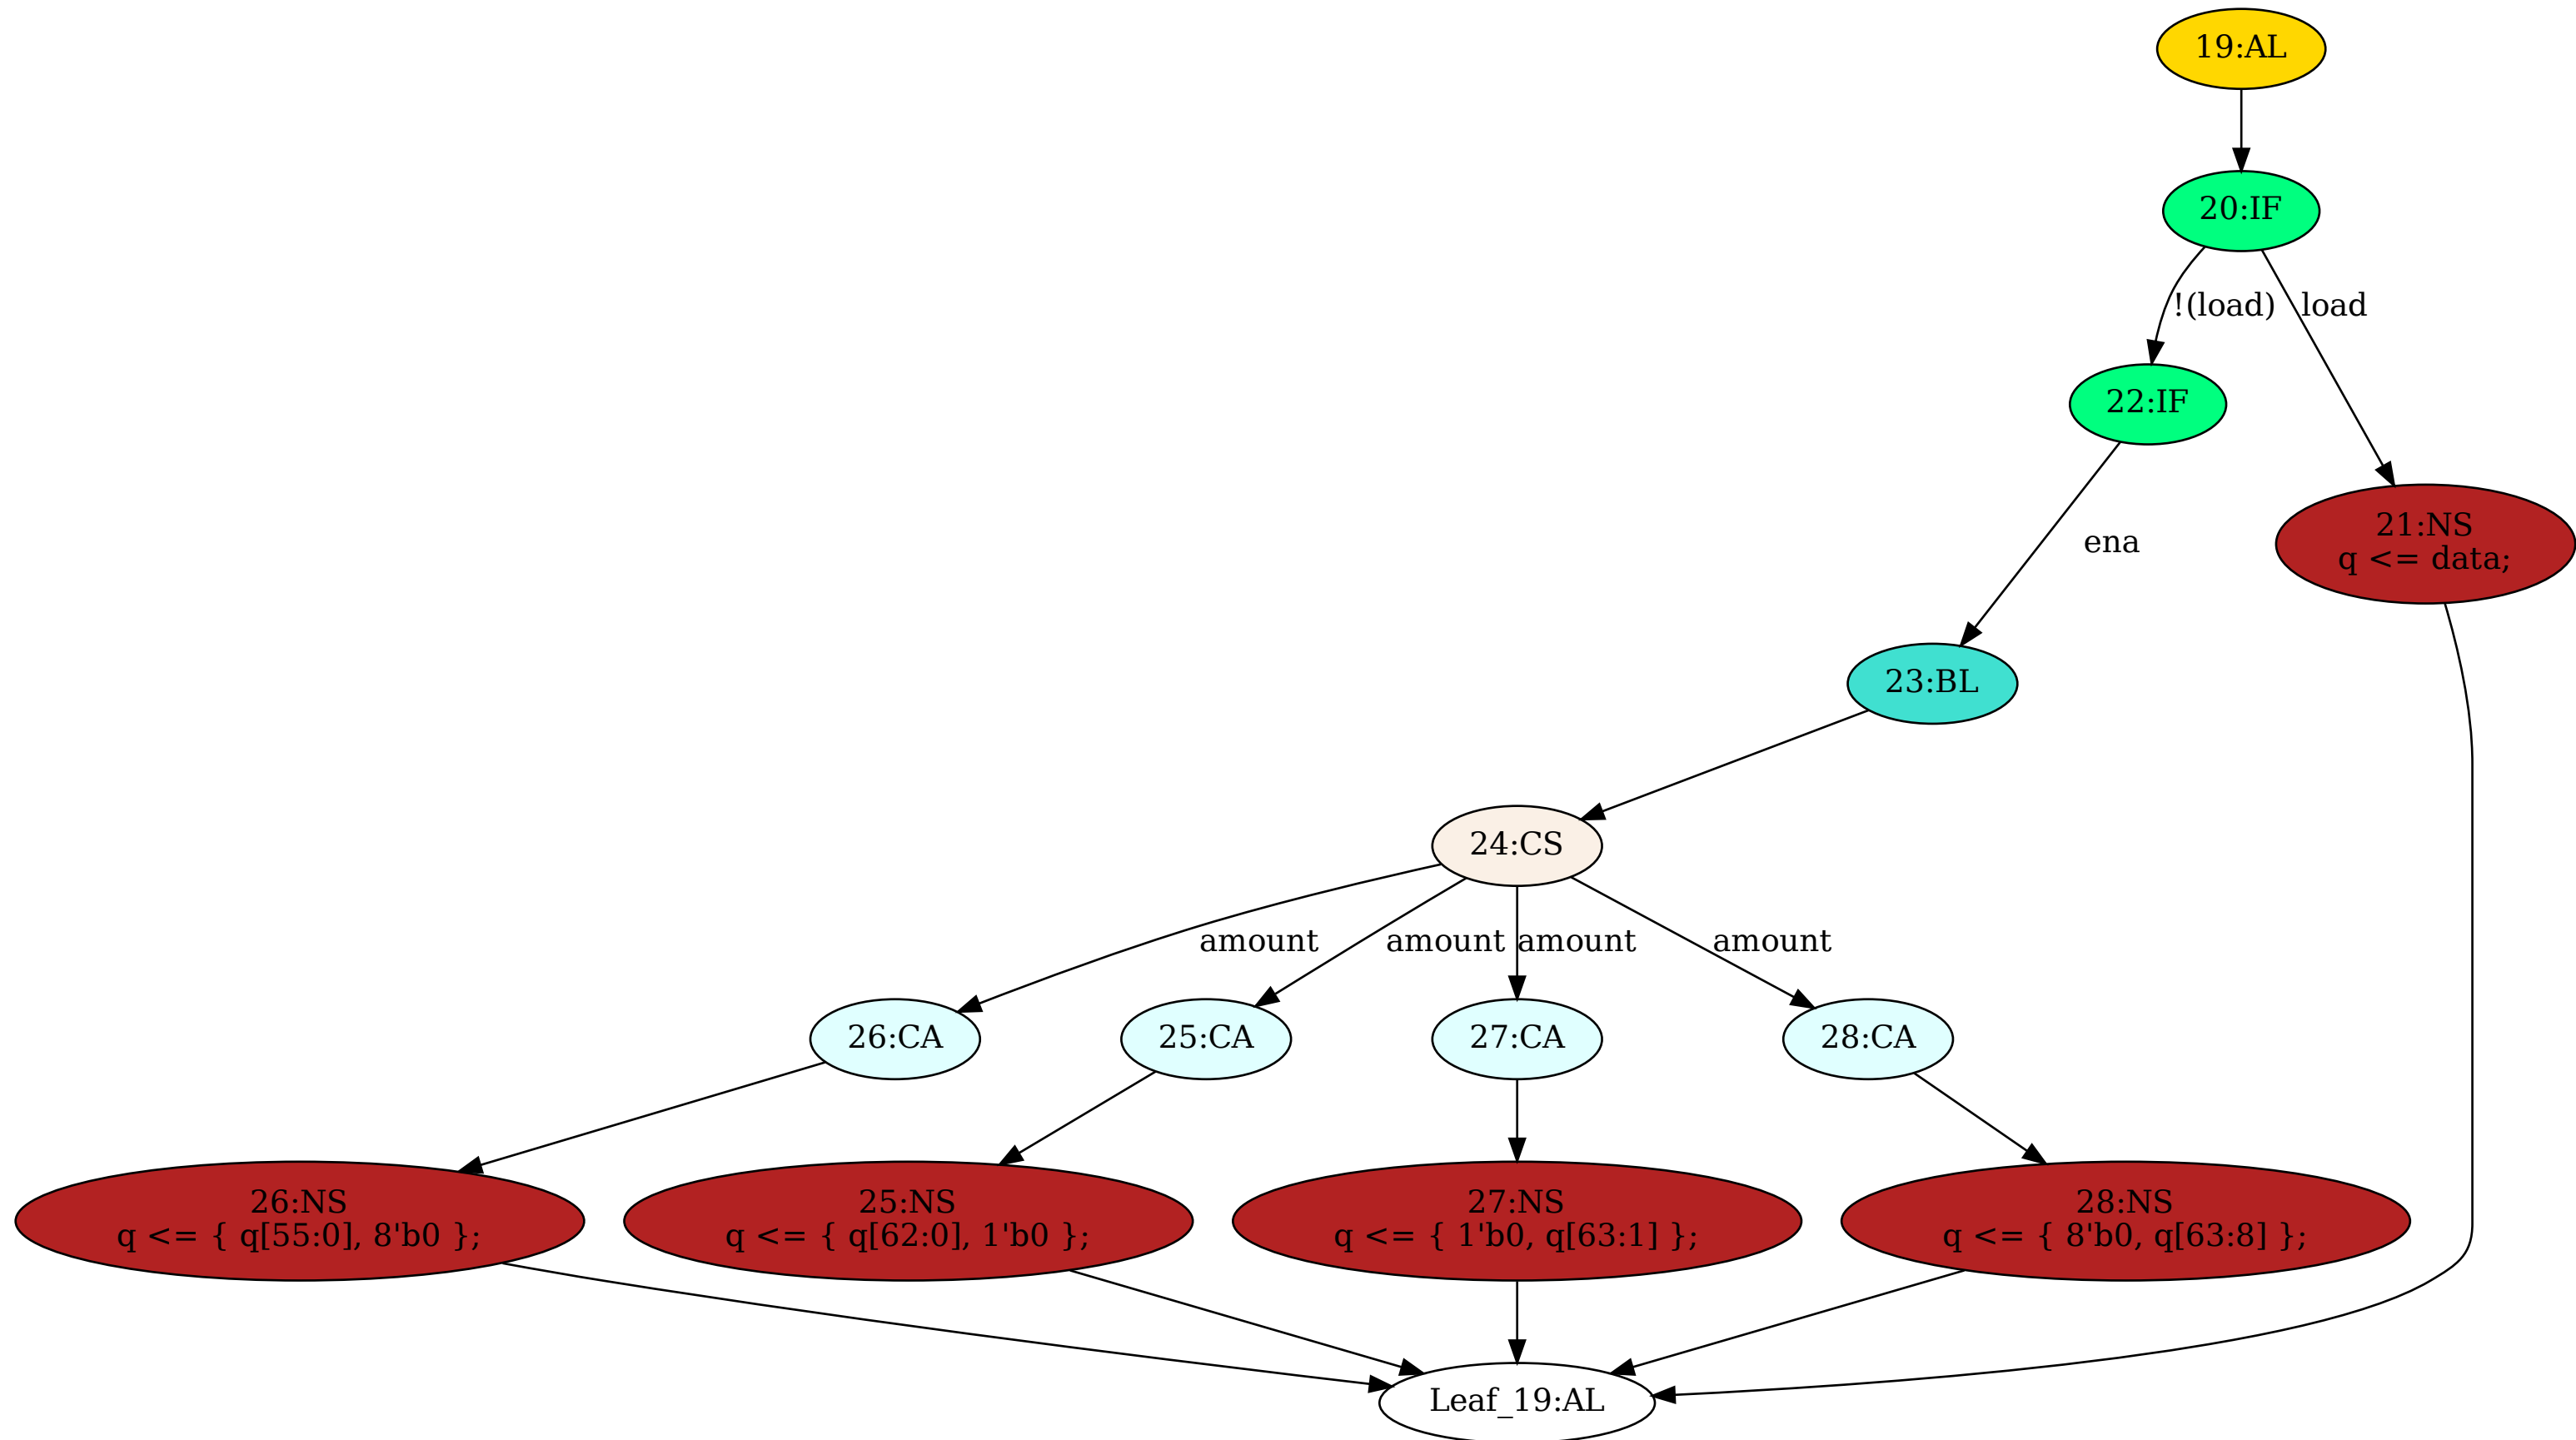 19:AL
20:IF
!(load)
load
22:IF
21:NS
q <= data;
ena
23:BL
24:CS
amount
amount
amount
amount
26:CA
25:CA
27:CA
28:CA
26:NS
q <= { q[55:0], 8'b0 };
25:NS
q <= { q[62:0], 1'b0 };
27:NS
q <= { 1'b0, q[63:1] };
28:NS
q <= { 8'b0, q[63:8] };
Leaf_19:AL